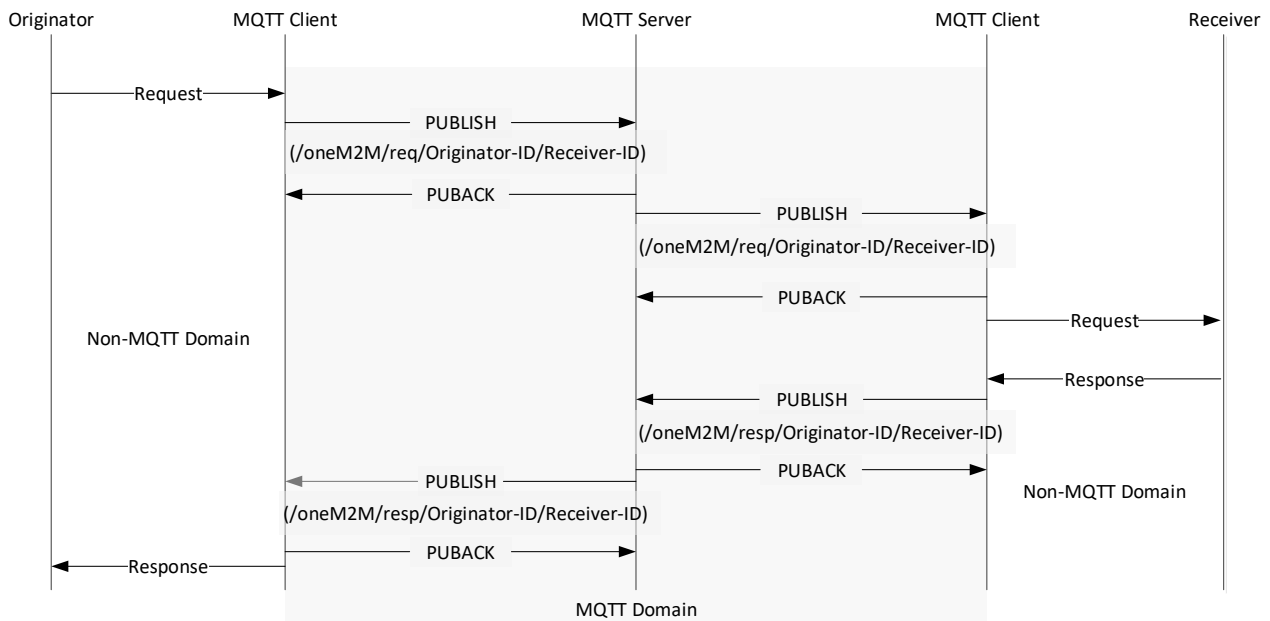 Originator MQTT Client MQTT Server MQTT Client Receiver
Request
PUBLISH
(/oneM2M/req/Originator-ID/Receiver-ID)
PUBACK
PUBLISH
(/oneM2M/req/Originator-ID/Receiver-ID)
PUBACK
Request
Non-MQTT Domain
Response
PUBLISH
(/oneM2M/resp/Originator-ID/Receiver-ID)
PUBACK
PUBLISH
Non-MQTT Domain
(/oneM2M/resp/Originator-ID/Receiver-ID)
PUBACK
Response
MQTT Domain